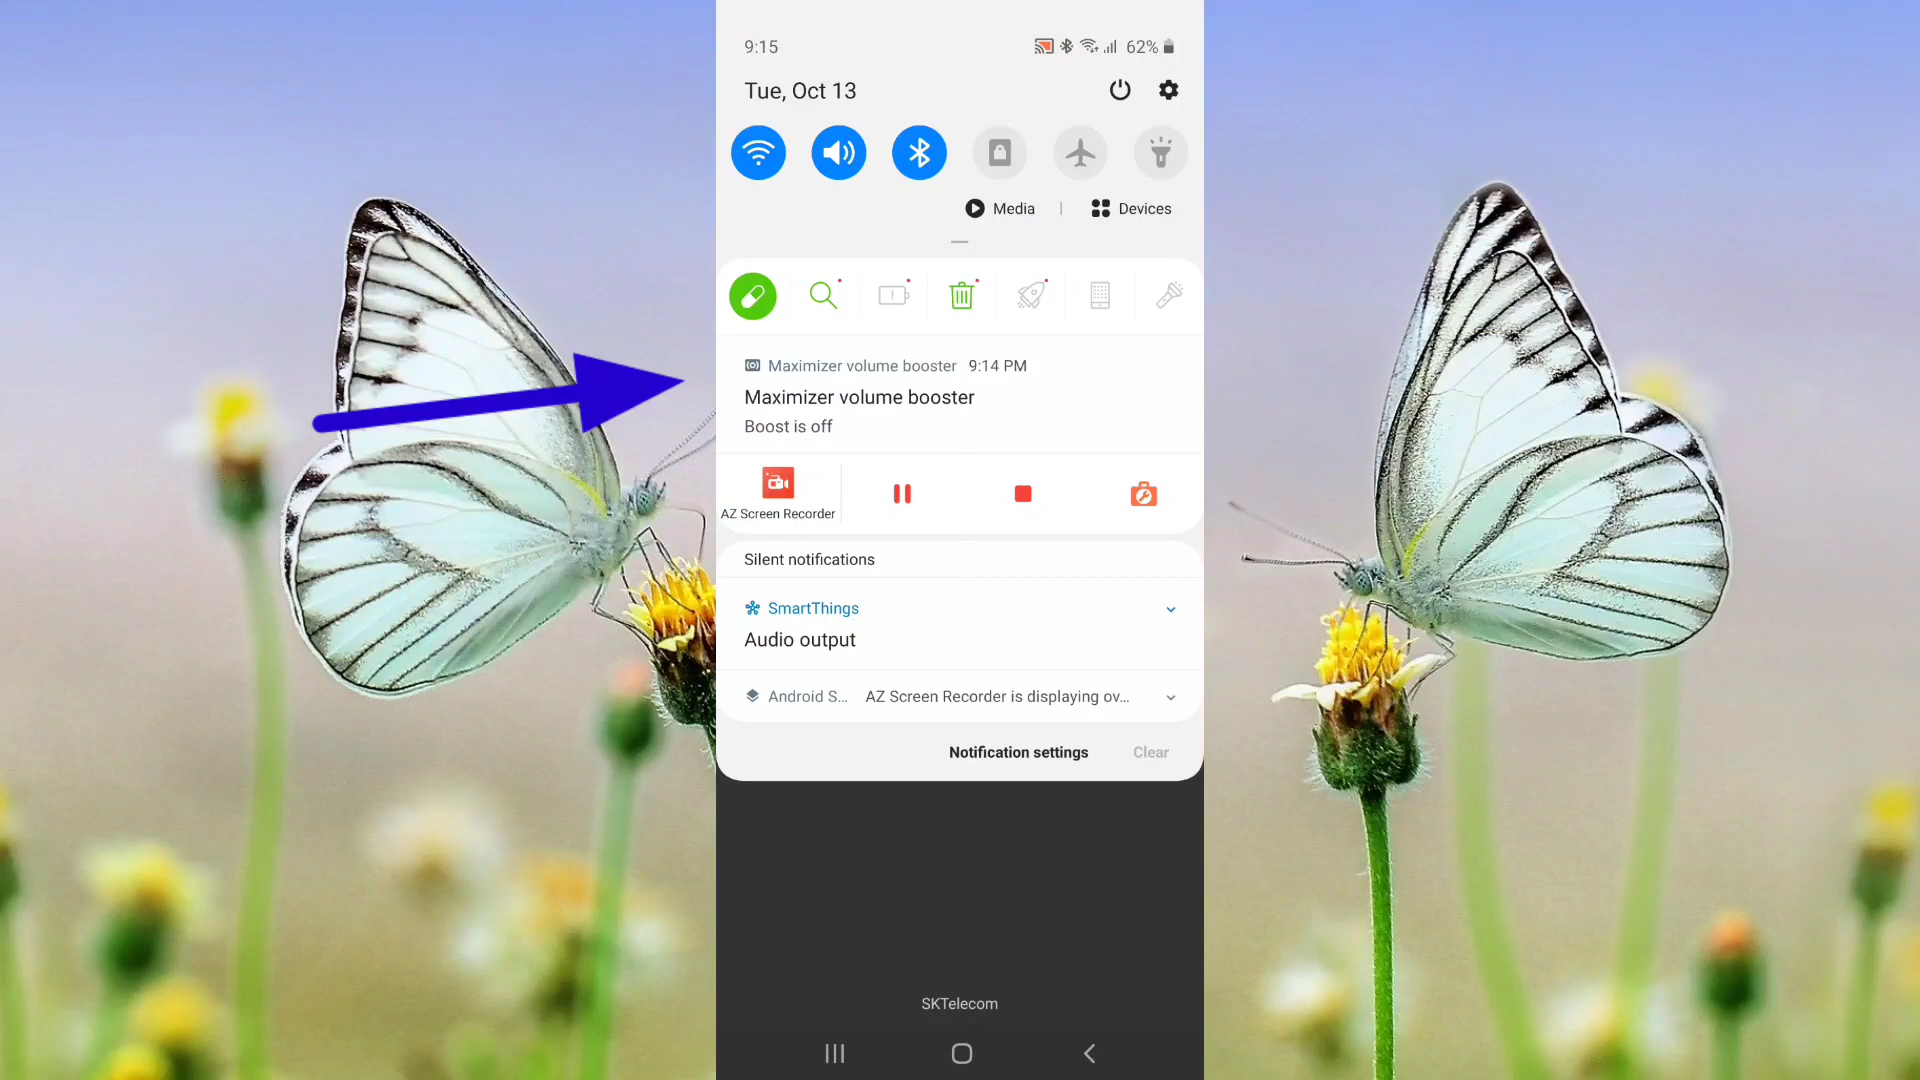 9:15
62%
Tue, Oct 13
Media | Devices
Maximizer volume booster 9:14 PM
Maximizer volume booster
Boost is off
AZ Screen Recorder
Silent notifications
SmartThings
Audio output
Android S... AZ Screen Recorder is displaying ov...
Notification settings Clear
SKTelecom